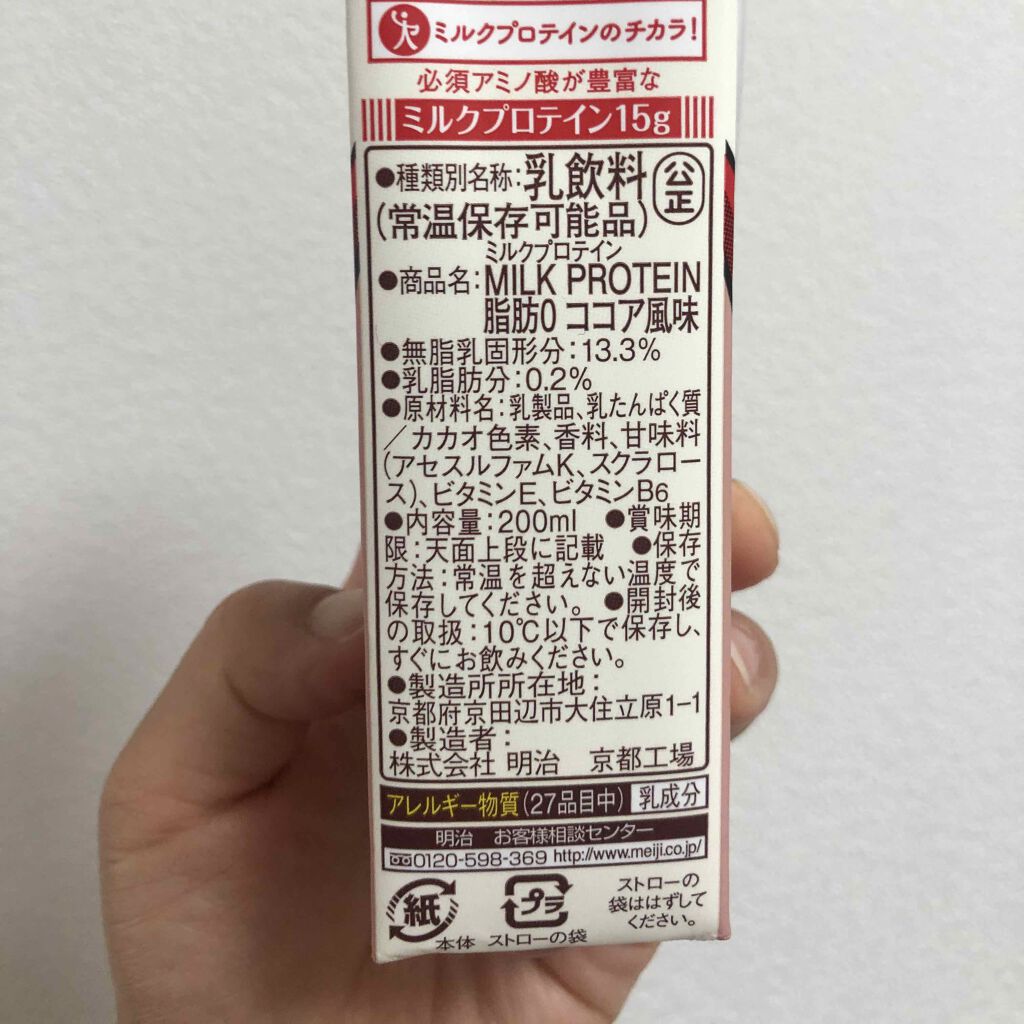 ミルクプロテインのチカラ!
必須アミノ酸が豊富な
ミルクプロテイン15g
●種類別名称:乳飲料 公正
(常温保存可能品)
ミルクプロテイン
●商品名:MILK PROTEIN
脂肪0 ココア風味
●無脂乳固形分:13.3%
●乳脂肪分:0.2%
●原材料名:乳製品、乳たんぱく質
/カカオ色素、香料、甘味料
(アセスルファムK、スクラロー
ス)、ビタミンE、ビタミンB6
●内容量:200ml ●賞味期
限:天面上段に記載 ●保存
方法:常温を超えない温度で
保存してください。 ●開封後
の取扱:10℃以下で保存し、
すぐにお飲みください。
●製造所所在地:
京都府京田辺市大住立原1-1
●製造者:
株式会社 明治 京都工場
アレルギー物質(27品目中) 乳成分
明治 お客様相談センター
0120-598-369 http://www.meiji.co.jp/
紙 プラ ストローの
袋ははずして
ください。
本体 ストローの袋